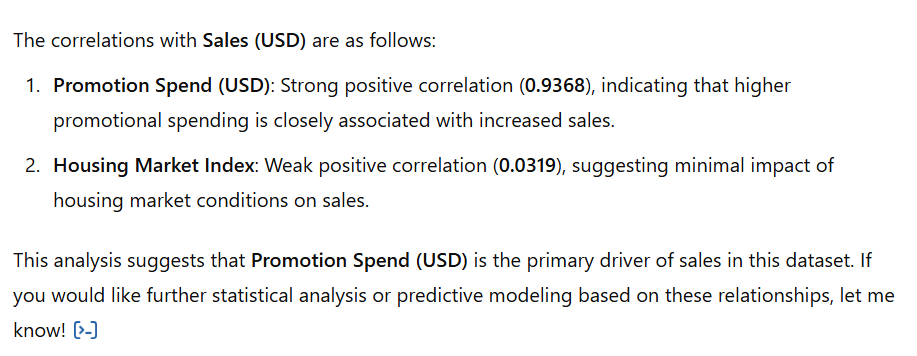 The correlations with Sales (USD) are as follows:
1. Promotion Spend (USD): Strong positive correlation (0.9368), indicating that higher
promotional spending is closely associated with increased sales.
2. Housing Market Index: Weak positive correlation (0.0319), suggesting minimal impact of
housing market conditions on sales.
This analysis suggests that Promotion Spend (USD) is the primary driver of sales in this dataset. If
you would like further statistical analysis or predictive modeling based on these relationships, let me
know! [>-]